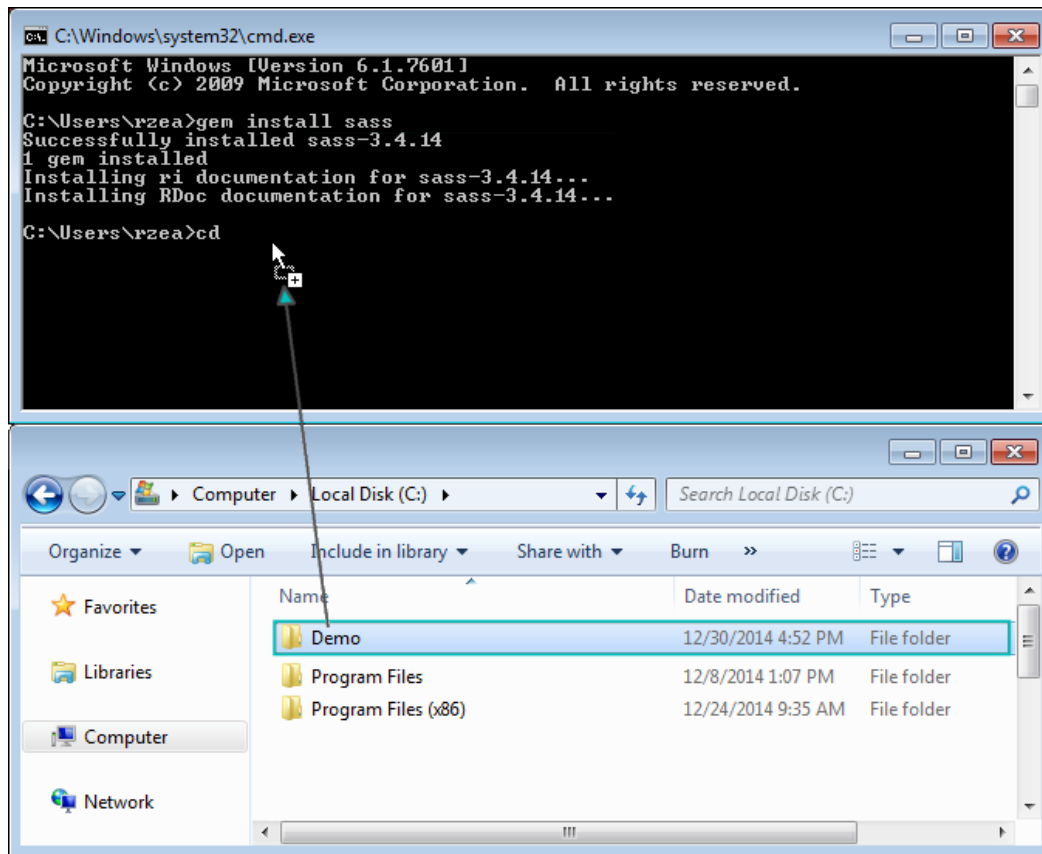 C:\Windows\system32\cmd.exe
Microsoft Windows [Version 6.1.7601]
Copyright (c) 2009 Microsoft Corporation.  All rights reserved.
C:\Users\rzea>gem install sass
Successfully installed sass-3.4.14
1 gem installed
Installing ri documentation for sass-3.4.14...
Installing RDoc documentation for sass-3.4.14...
C:\Users\rzea>cd
Computer Local Disk (C:) Search Local Disk (C:)
Organize Open Include in library Share with Burn »
Name Date modified Type
Favorites
Demo 12/30/2014 4:52 PM File folder
Libraries
Program Files 12/8/2014 1:07 PM File folder
Program Files (x86) 12/24/2014 9:35 AM File folder
Computer
Network